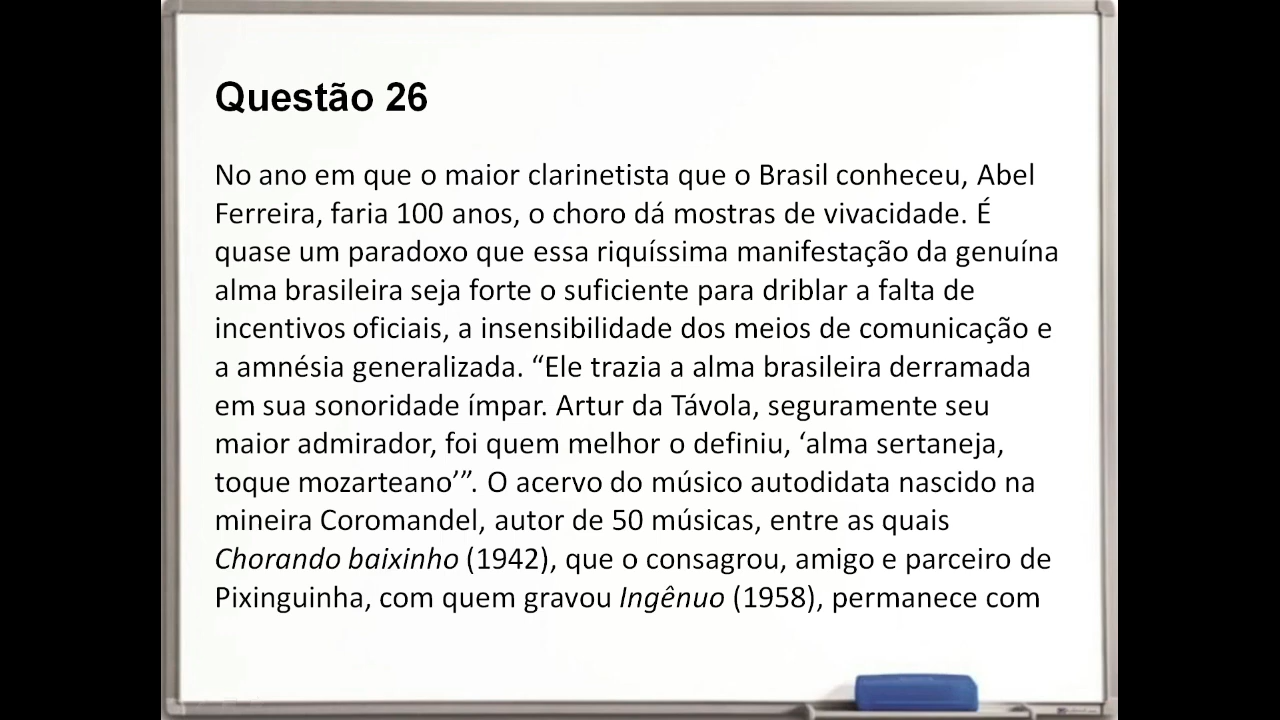 Questão 26
No ano em que o maior clarinetista que o Brasil conheceu, Abel
Ferreira, faria 100 anos, o choro dá mostras de vivacidade. É
quase um paradoxo que essa riquíssima manifestação da genuína
alma brasileira seja forte o suficiente para driblar a falta de
incentivos oficiais, a insensibilidade dos meios de comunicação e
a amnésia generalizada. “Ele trazia a alma brasileira derramada
em sua sonoridade ímpar. Artur da Távola, seguramente seu
maior admirador, foi quem melhor o definiu, ‘alma sertaneja,
toque mozarteano’”. O acervo do músico autodidata nascido na
mineira Coromandel, autor de 50 músicas, entre as quais
Chorando baixinho (1942), que o consagrou, amigo e parceiro de
Pixinguinha, com quem gravou Ingênuo (1958), permanece com